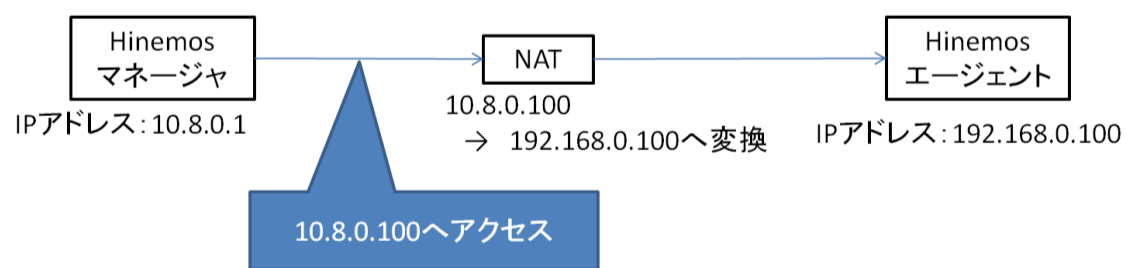 Hinemos
マネージャ
IPアドレス：10.8.0.1
NAT
10.8.0.100
→ 192.168.0.100へ変換
Hinemos
エージェント
IPアドレス：192.168.0.100
10.8.0.100へアクセス